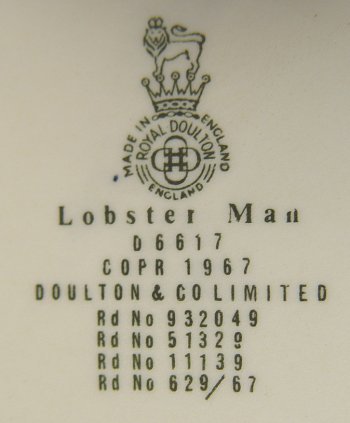 MADE IN ENGLAND
ROYAL DOULTON
ENGLAND
Lobster Man
D 6617
COPR 1967
DOULTON & CO LIMITED
Rd No 932049
Rd No 51329
Rd No 11139
Rd No 629/67